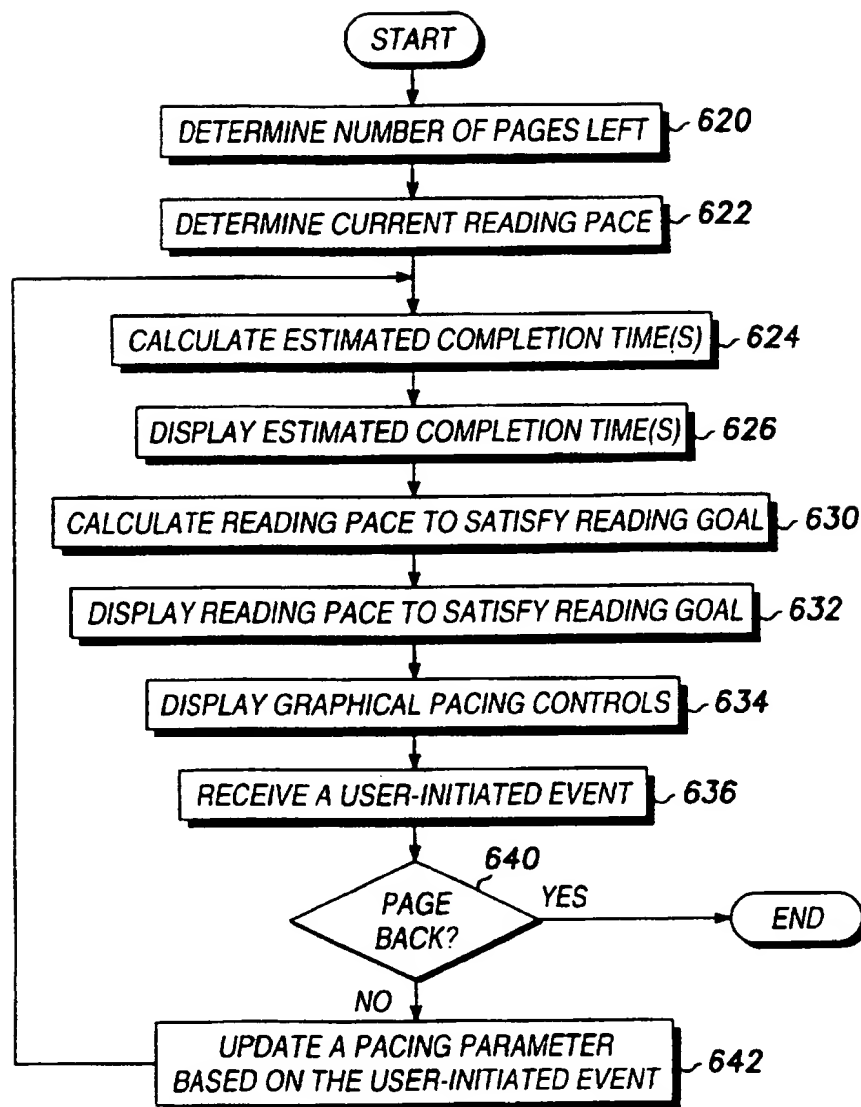 START
DETERMINE NUMBER OF PAGES LEFT 620
DETERMINE CURRENT READING PACE 622
CALCULATE ESTIMATED COMPLETION TIME(S) 624
DISPLAY ESTIMATED COMPLETION TIME(S) 626
CALCULATE READING PACE TO SATISFY READING GOAL 630
DISPLAY READING PACE TO SATISFY READING GOAL 632
DISPLAY GRAPHICAL PACING CONTROLS 634
RECEIVE A USER-INITIATED EVENT 636
640
PAGE
BACK?
YES
END
NO
UPDATE A PACING PARAMETER
BASED ON THE USER-INITIATED EVENT 642